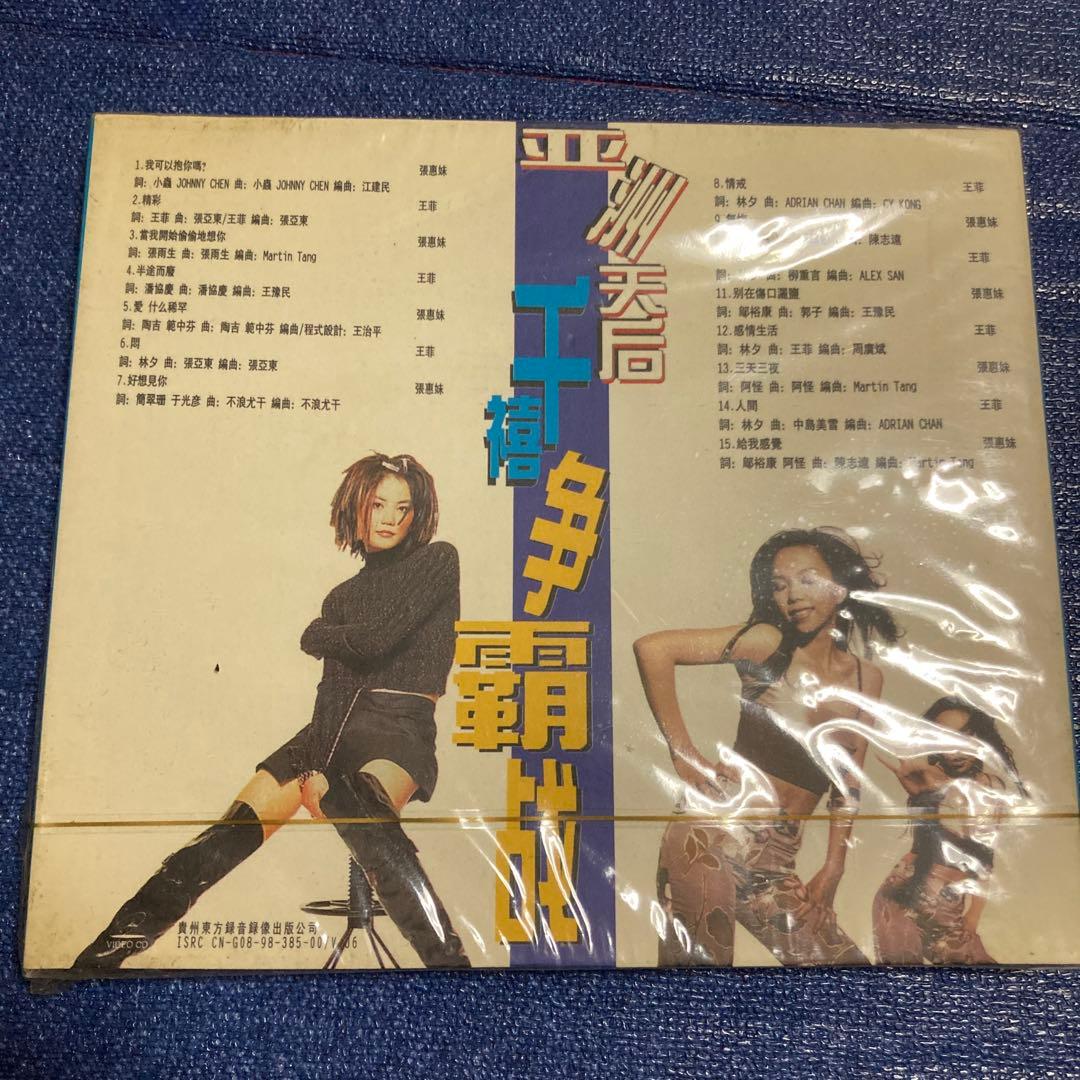 1.我可以抱你嗎?
張惠妹
詞: 小蟲 JOHNNY CHEN 曲: 小蟲 JOHNNY CHEN 編曲: 江建民
2.精彩
王菲
詞: 王菲 曲: 張亞東/王菲 編曲: 張亞東
3.當我開始偷偷地想你
張惠妹
詞: 張雨生 曲: 張雨生 編曲: Martin Tang
4.半途而廢
王菲
詞: 潘協慶 曲: 潘協慶 編曲: 王豫民
5.愛 什么稀罕
張惠妹
詞: 陶吉 範中芬 曲: 陶吉 範中芬 編曲/程式設計: 王治平
6.悶
王菲
詞: 林夕 曲: 張亞東 編曲: 張亞東
7.好想見你
張惠妹
詞: 簡翠珊 于光彦 曲: 不浪尤干 編曲: 不浪尤干
亚洲天后
千禧
争霸战
8.情戒
王菲
詞: 林夕 曲: ADRIAN CHAN 編曲: CY KONG
9.
張惠妹
陳志遠
王菲
曲: 柳重言 編曲: ALEX SAN
11.别在傷口灑鹽
張惠妹
詞: 鄔裕康 曲: 郭子 編曲: 王豫民
12.感情生活
王菲
詞: 林夕 曲: 王菲 編曲: 周廣斌
13.三天三夜
張惠妹
詞: 阿怪 曲: 阿怪 編曲: Martin Tang
14.人間
王菲
詞: 林夕 曲: 中島美雪 編曲: ADRIAN CHAN
15.給我感覺
張惠妹
詞: 鄔裕康 阿怪 曲: 陳志遠 編曲: Martin Tang
VIDEO CD
貴州東方録音録像出版公司
ISRC CN-G08-98-385-00/V.J6